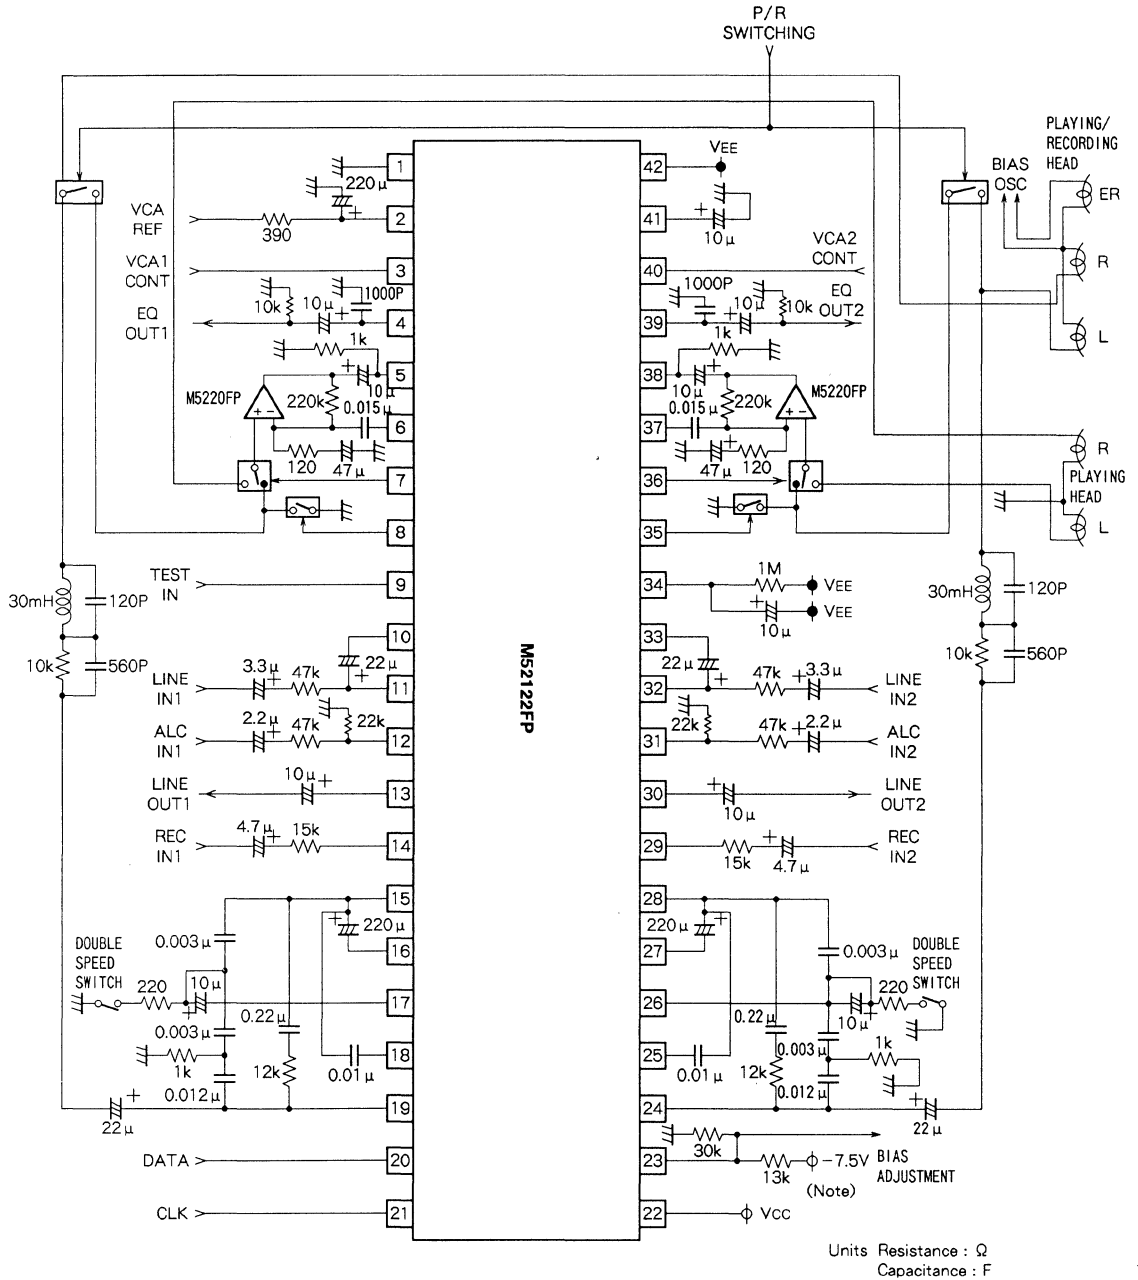 P/R
SWITCHING
PLAYING/
RECORDING
HEAD
BIAS
OSC
ER
R
L
1
220μ
VCA
REF
390
2
VCA1
CONT
3
10k
10μ
1000P
EQ
OUT1
4
1k
5
10μ
M5220FP
220k
0.015μ
6
120
47μ
7
8
TEST
IN
9
30mH
120P
10
10k
560P
22μ
LINE
IN1
3.3μ
47k
11
ALC
IN1
2.2μ
47k
22k
12
LINE
OUT1
10μ
13
REC
IN1
4.7μ
15k
14
15
0.003μ
220μ
16
DOUBLE
SPEED
SWITCH
220
10μ
17
0.003μ
0.22μ
1k
18
0.01μ
0.012μ
12k
19
22μ
DATA
20
CLK
21
M52122FP
42
VEE
41
10μ
40
VCA2
CONT
1000P
10μ
10k
39
EQ
OUT2
1k
38
10μ
220k
M5220FP
37
0.015μ
47μ
120
36
R
PLAYING
HEAD
L
35
34
1M
VEE
VEE
10μ
30mH
120P
33
10k
560P
22μ
32
47k
3.3μ
LINE
IN2
22k
31
47k
2.2μ
ALC
IN2
30
10μ
LINE
OUT2
29
15k
4.7μ
REC
IN2
28
220μ
27
0.003μ
DOUBLE
SPEED
SWITCH
26
10μ
220
0.22μ
0.003μ
1k
25
0.01μ
12k
0.012μ
24
22μ
30k
23
13k
-7.5V
(Note)
BIAS
ADJUSTMENT
22
VCC
Units Resistance : Ω
Capacitance : F